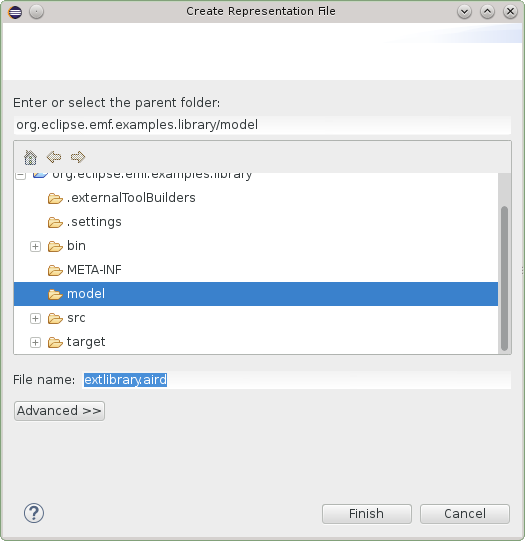 Create Representation File
Enter or select the parent folder:
org.eclipse.emf.examples.library/model
org.eclipse.emf.examples.library
.externalToolBuilders
.settings
bin
META-INF
model
src
target
File name: extlibrary.aird
Advanced >>
Finish Cancel